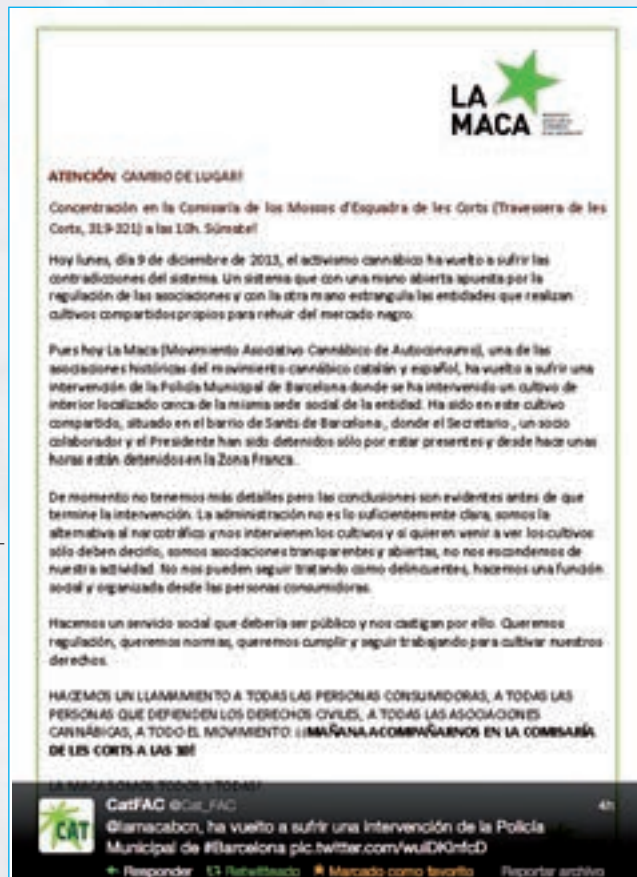 LA
MACA
ATENCIÓN: CAMBIO DE LUGAR!
Concentración en la Comisaría de los Mossos d'Esquadra de les Corts (Travessera de les
Corts, 319-321) a las 10h. Súmate!
Hoy lunes, día 9 de diciembre de 2013, el activismo cannábico ha vuelto a sufrir las
contradicciones del sistema. Un sistema que con una mano abierta apuesta por la
regulación de las asociaciones y con la otra mano estrangula las entidades que realizan
cultivos compartidos propios para rehuir del mercado negro.
Pues hoy La Maca (Movimiento Asociativo Cannábico de Autoconsumo), una de las
asociaciones históricas del movimiento cannábico catalán y español, ha vuelto a sufrir una
intervención de la Policía Municipal de Barcelona donde se ha intervenido un cultivo de
interior localizado cerca de la misma sede social de la entidad. Ha sido en este cultivo
compartido, situado en el barrio de Sants de Barcelona, donde el Secretario, un socio
colaborador y el Presidente han sido detenidos sólo por estar presentes y desde hace unas
horas están detenidos en la Zona Franca.
De momento no tenemos más detalles pero las conclusiones son evidentes antes de que
termine la intervención. La administración no es lo suficientemente clara, somos la
alternativa al narcotráfico y nos intervienen los cultivos y si quieren venir a ver los cultivos
sólo deben decirlo, somos asociaciones transparentes y abiertas, no nos escondemos de
nuestra actividad. No nos pueden seguir tratando como delincuentes, hacemos una función
social y organizada desde las personas consumidoras.
Hacemos un servicio social que debería ser público y nos castigan por ello. Queremos
regulación, queremos normas, queremos cumplir y seguir trabajando para cultivar nuestros
derechos.
HACEMOS UN LLAMAMIENTO A TODAS LAS PERSONAS CONSUMIDORAS, A TODAS LAS
PERSONAS QUE DEFIENDEN LOS DERECHOS CIVILES, A TODAS LAS ASOCIACIONES
CANNÁBICAS, A TODO EL MOVIMIENTO: ¡¡MAÑANA ACOMPAÑARNOS EN LA COMISARÍA
DE LES CORTS A LAS 10!!
LA MACA SOMOS TODOS Y TODAS!
CAT
CatFAC @Cat_FAC 4h
@lamacabcn, ha vuelto a sufrir una intervención de la Policía
Municipal de #Barcelona
Responder Retwitteado Marcado como favorito Reportar archivo